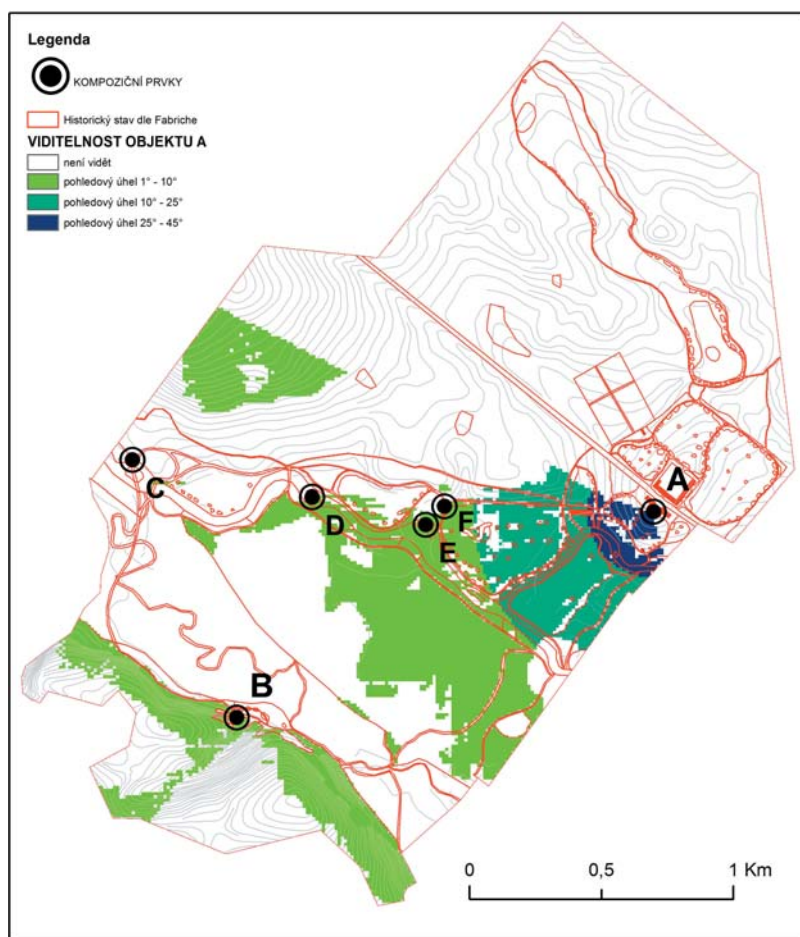 Legenda
KOMPOZIČNÍ PRVKY
Historický stav dle Fabriche
VIDITELNOST OBJEKTU A
není vidět
pohledový úhel 1° - 10°
pohledový úhel 10° - 25°
pohledový úhel 25° - 45°
A
C
D
F
E
B
0 0,5 1 Km